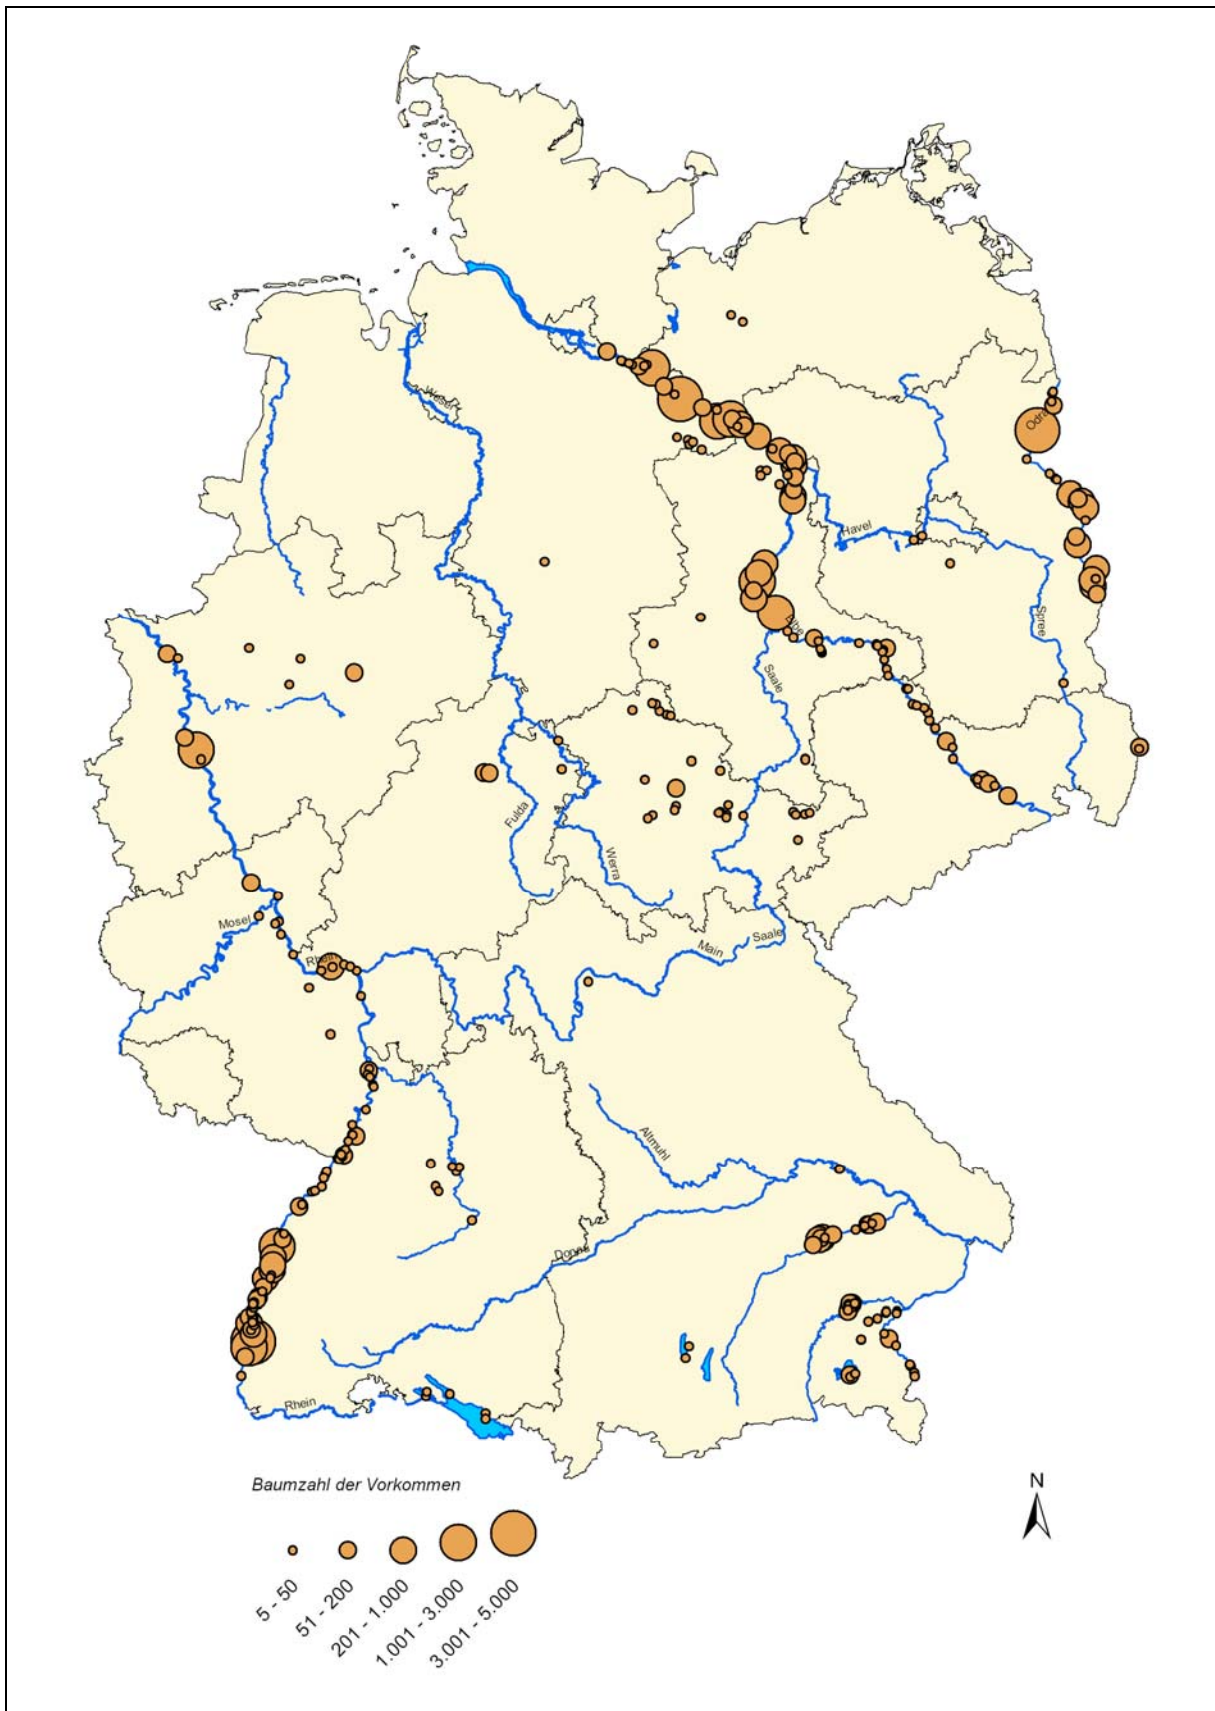 Weser
Odra
Havel
Elbe
Spree
Saale
Fulda
Werra
Mosel
Rhein
Main
Saale
Altmühl
Donau
Rhein
Baumzahl der Vorkommen
N
5 - 50
51 - 200
201 - 1.000
1.001 - 3.000
3.001 - 5.000